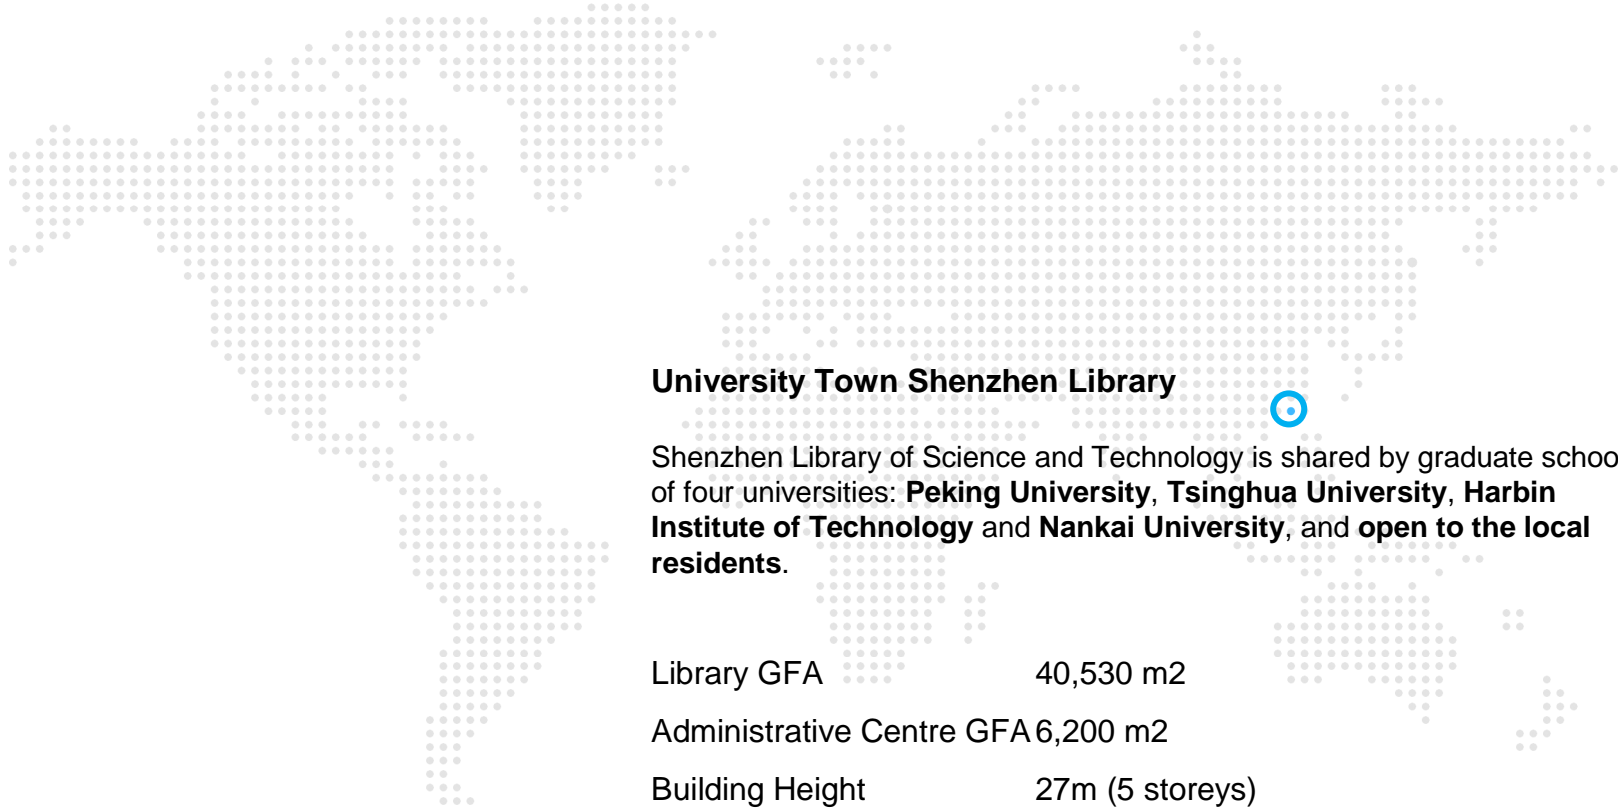 University Town Shenzhen Library
Shenzhen Library of Science and Technology is shared by graduate schoo
of four universities: Peking University, Tsinghua University, Harbin
Institute of Technology and Nankai University, and open to the local
residents.
Library GFA 40,530 m2
Administrative Centre GFA 6,200 m2
Building Height 27m (5 storeys)